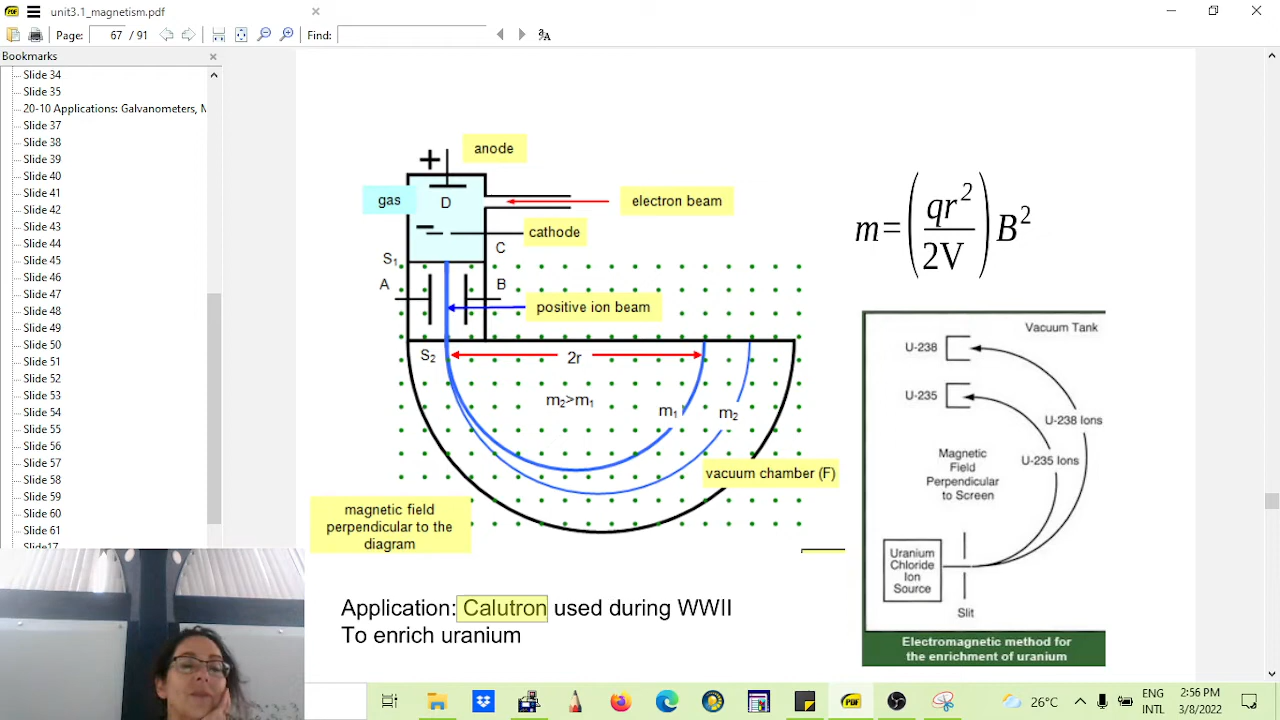 unit3.1_magnetism.pdf
Page: 67 / 91
Find:
Bookmarks
Slide 34
Slide 35
20-10 Applications: Galvanometers, M
Slide 37
Slide 38
Slide 39
Slide 40
Slide 41
Slide 42
Slide 43
Slide 44
Slide 45
Slide 46
Slide 47
Slide 48
Slide 49
Slide 50
Slide 51
Slide 52
Slide 53
Slide 54
Slide 55
Slide 56
Slide 57
Slide 58
Slide 59
Slide 60
Slide 61
Slide17
+ anode
gas
D
electron beam
cathode
C
S₁
A
B
positive ion beam
S₂
2r
m₂>m₁
m₁
m₂
vacuum chamber (F)
magnetic field
perpendicular to the
diagram
Application: Calutron used during WWII
To enrich uranium
m=(qr²/2V)B²
Vacuum Tank
U-238
U-235
U-238 Ions
U-235 Ions
Magnetic
Field
Perpendicular
to Screen
Uranium
Chloride
Ion
Source
Slit
Electromagnetic method for
the enrichment of uranium
PDF
26°C
ENG
INTL
2:56 PM
3/8/2022